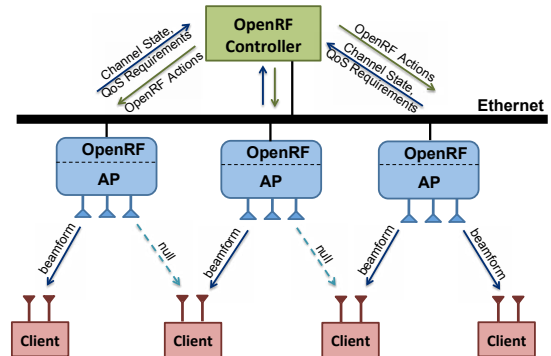 OpenRF
Controller
Channel State,
QoS Requirements
OpenRF Actions
OpenRF Actions
Channel State,
QoS Requirements
Ethernet
OpenRF
AP
OpenRF
AP
OpenRF
AP
beamform
null
beamform
null
beamform
beamform
Client
Client
Client
Client